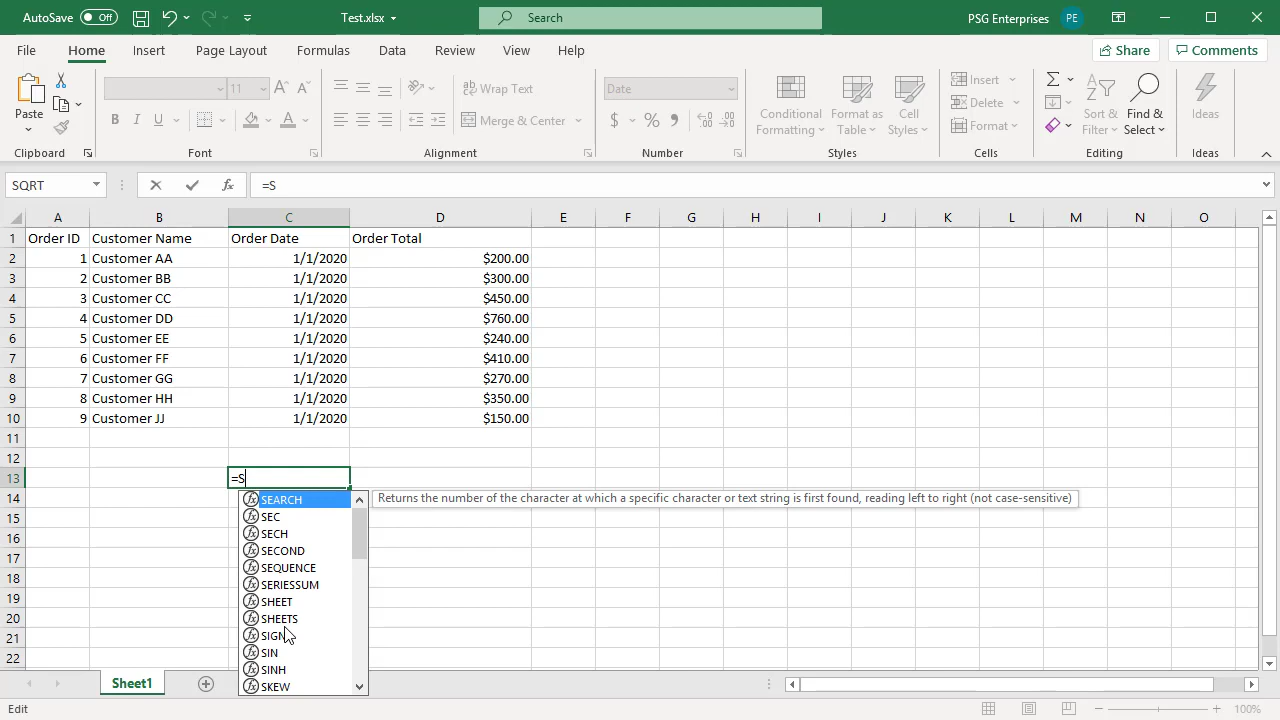 AutoSave Off Test.xlsx Search PSG Enterprises PE
File Home Insert Page Layout Formulas Data Review View Help Share Comments
Paste 11 Wrap Text Merge & Center Date $ % Conditional Formatting Format as Table Cell Styles Insert Delete Format Sort & Filter Find & Select Ideas
B I U A
Clipboard Font Alignment Number Styles Cells Editing Ideas
SQRT fx =S
A B C D E F G H I J K L M N O
1 Order ID Customer Name Order Date Order Total
2 1 Customer AA 1/1/2020 $200.00
3 2 Customer BB 1/1/2020 $300.00
4 3 Customer CC 1/1/2020 $450.00
5 4 Customer DD 1/1/2020 $760.00
6 5 Customer EE 1/1/2020 $240.00
7 6 Customer FF 1/1/2020 $410.00
8 7 Customer GG 1/1/2020 $270.00
9 8 Customer HH 1/1/2020 $350.00
10 9 Customer JJ 1/1/2020 $150.00
11
12
13 =S
14 SEARCH Returns the number of the character at which a specific character or text string is first found, reading left to right (not case-sensitive)
15 SEC
16 SECH
SECOND
17 SEQUENCE
18 SERIESSUM
19 SHEET
20 SHEETS
21 SIGN
SIN
22 SINH
Sheet1 SKEW
Edit 100%